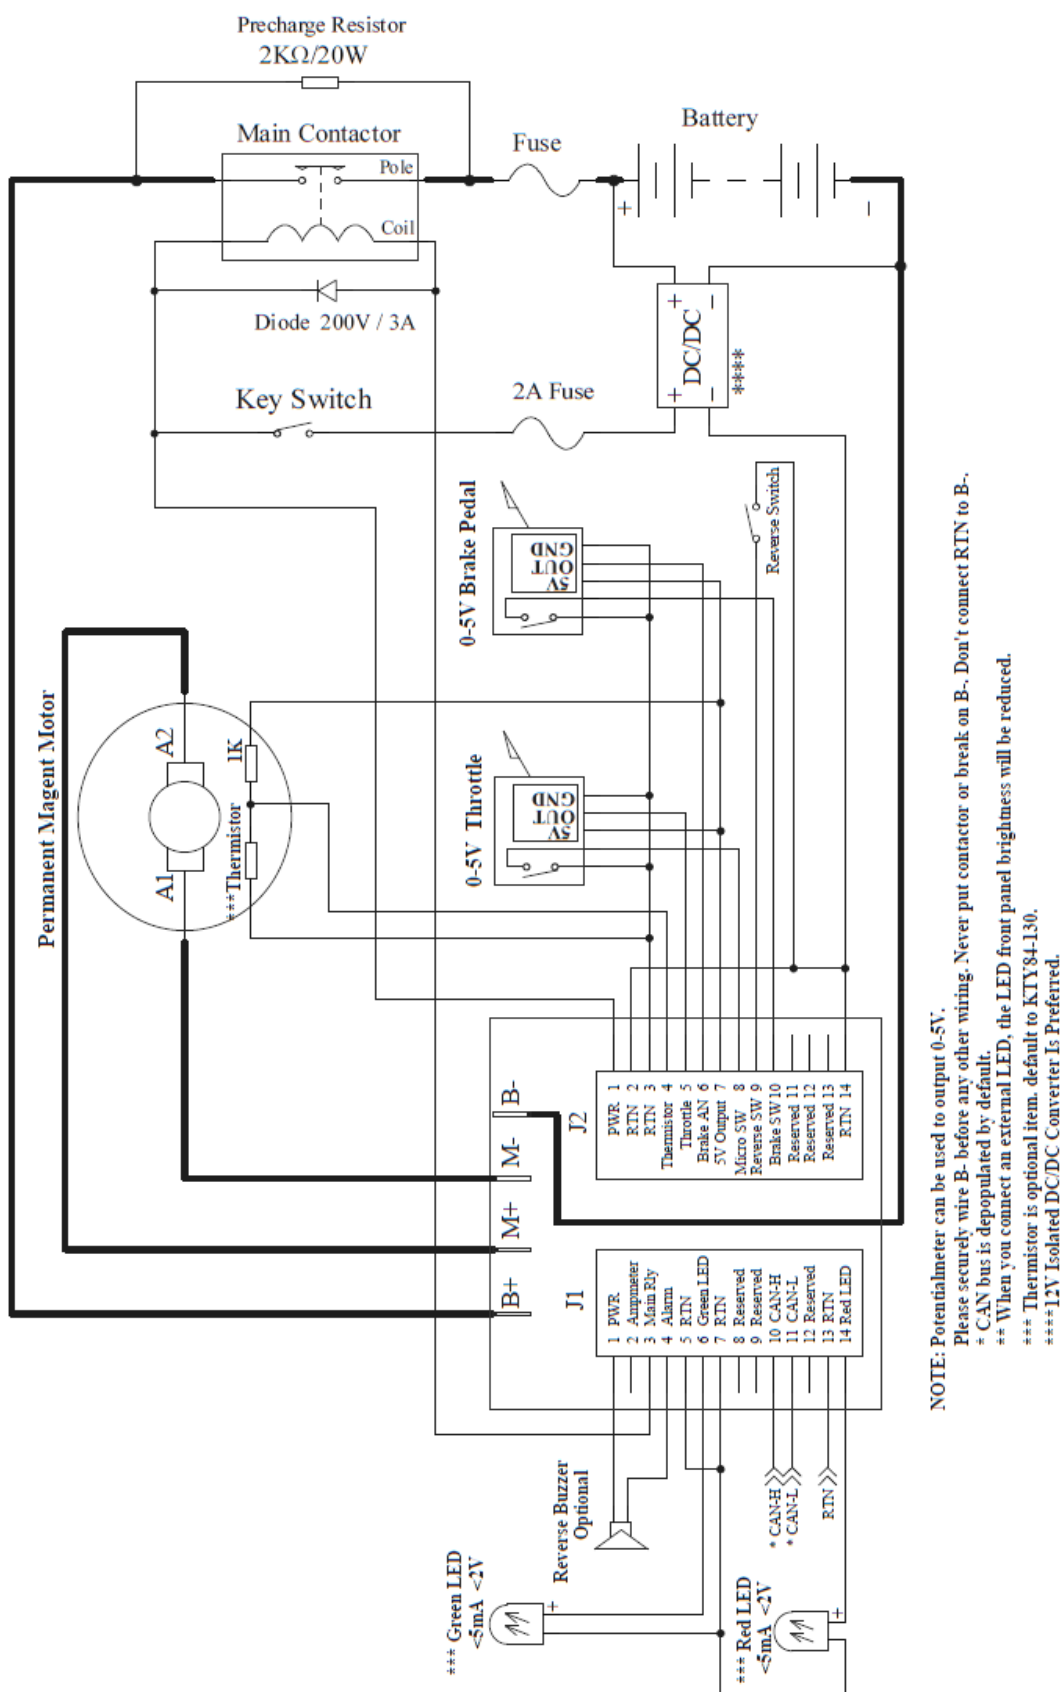 Precharge Resistor
2KΩ/20W
Main Contactor
Pole
Coil
Fuse
Battery
+
−
Diode 200V / 3A
+
−
DC/DC
+
−
****
Key Switch
2A Fuse
0-5V Brake Pedal
GND
OUT
5V
Reverse Switch
Permanent Magent Motor
A2
A1
1K
***Thermistor
0-5V Throttle
GND
OUT
5V
B-
M-
M+
B+
J2
PWR 1
RTN 2
RTN 3
Thermistor 4
Throttle 5
Brake AN 6
5V Output 7
Micro SW 8
Reverse SW 9
Brake SW10
Reserved 11
Reserved 12
Reserved 13
RTN 14
J1
1 PWR
2 Ampmeter
3 Main Rly
4 Alarm
5 RTN
6 Green LED
7 RTN
8 Reserved
9 Reserved
10 CAN-H
11 CAN-L
12 Reserved
13 RTN
14 Red LED
Reverse Buzzer
Optional
*** Green LED
<5mA <2V
+
* CAN-H
* CAN-L
RTN
*** Red LED
<5mA <2V
+
NOTE: Potentialmeter can be used to output 0-5V.
Please securely wire B- before any other wiring. Never put contactor or break on B-. Don't connect RTN to B-.
* CAN bus is depopulated by default.
** When you connect an external LED, the LED front panel brightness will be reduced.
*** Thermistor is optional item. default to KTY84-130.
****12V Isolated DC/DC Converter Is Preferred.